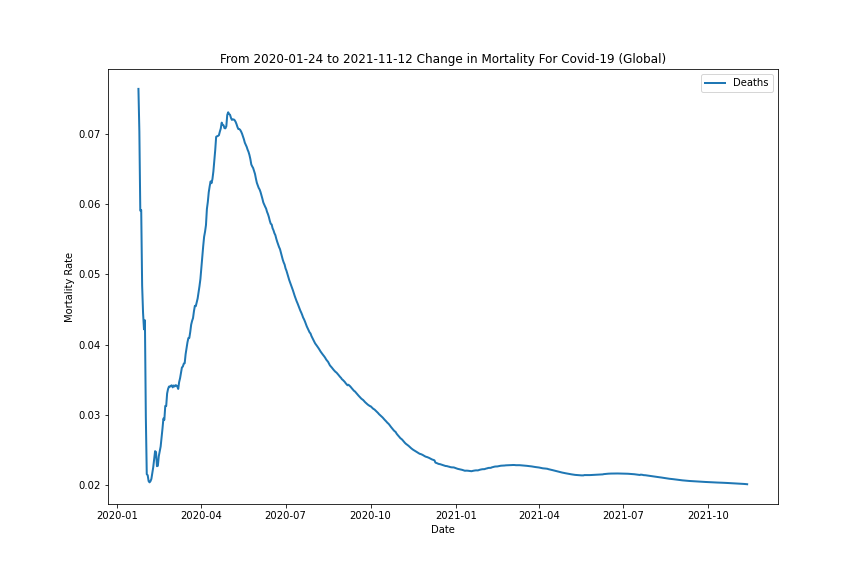 From 2020-01-24 to 2021-11-12 Change in Mortality For Covid-19 (Global)
Deaths
Mortality Rate
0.07
0.06
0.05
0.04
0.03
0.02
2020-01 2020-04 2020-07 2020-10 2021-01 2021-04 2021-07 2021-10
Date